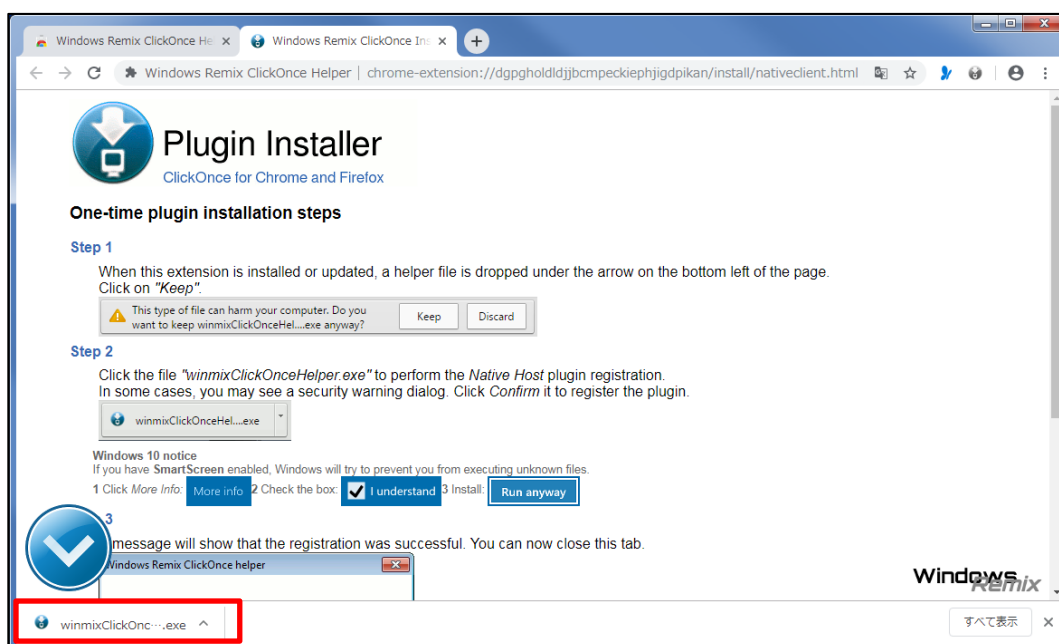 Windows Remix ClickOnce He
Windows Remix ClickOnce Ins
Windows Remix ClickOnce Helper | chrome-extension://dgpgholdldjjbcmpeckiephjigdpikan/install/nativeclient.html
Plugin Installer
ClickOnce for Chrome and Firefox
One-time plugin installation steps
Step 1
When this extension is installed or updated, a helper file is dropped under the arrow on the bottom left of the page.
Click on "Keep".
This type of file can harm your computer. Do you
want to keep winmixClickOnceHel....exe anyway?
Keep
Discard
Step 2
Click the file "winmixClickOnceHelper.exe" to perform the Native Host plugin registration.
In some cases, you may see a security warning dialog. Click Confirm it to register the plugin.
winmixClickOnceHel....exe
Windows 10 notice
If you have SmartScreen enabled, Windows will try to prevent you from executing unknown files.
1 Click More Info: More info 2 Check the box: I understand 3 Install: Run anyway
3
message will show that the registration was successful. You can now close this tab.
Windows Remix ClickOnce helper
Windows
Remix
winmixClickOnc….exe
すべて表示